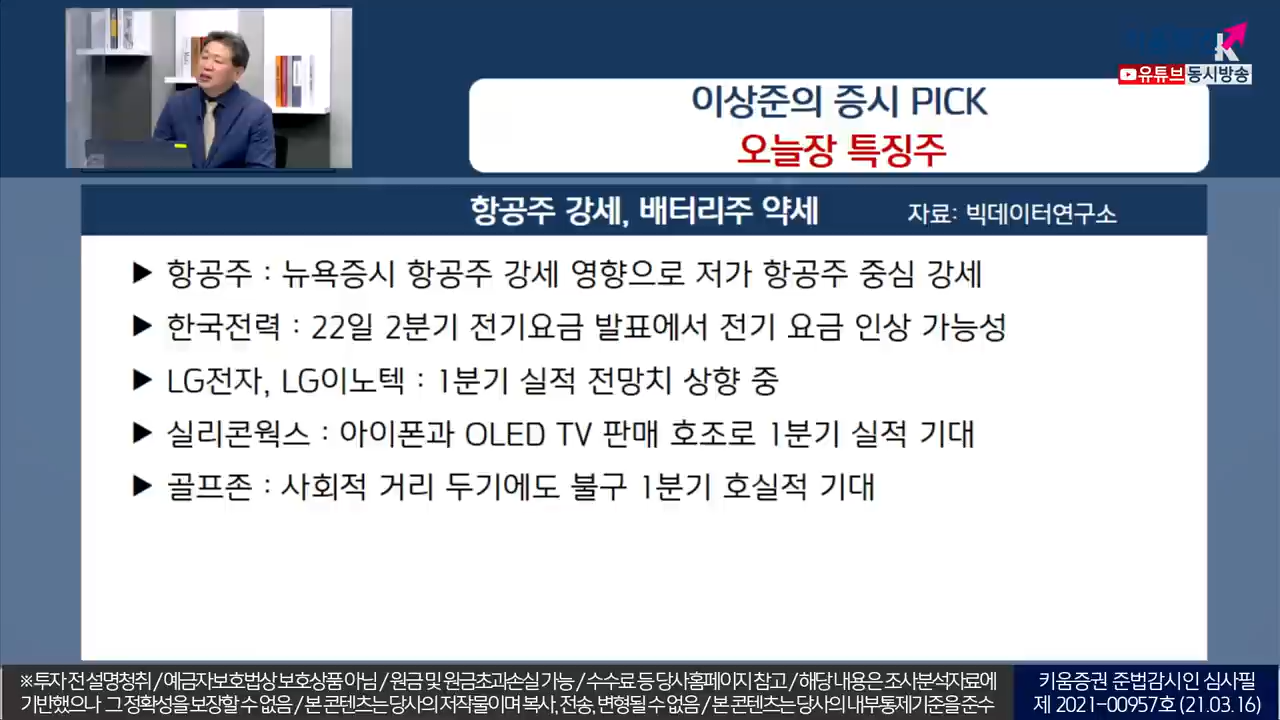 유튜브동시방송
이상준의 증시 PICK
오늘장 특징주
항공주 강세, 배터리주 약세
자료: 빅데이터연구소
▶ 항공주 : 뉴욕증시 항공주 강세 영향으로 저가 항공주 중심 강세
▶ 한국전력 : 22일 2분기 전기요금 발표에서 전기 요금 인상 가능성
▶ LG전자, LG이노텍 : 1분기 실적 전망치 상향 중
▶ 실리콘웍스 : 아이폰과 OLED TV 판매 호조로 1분기 실적 기대
▶ 골프존 : 사회적 거리 두기에도 불구 1분기 호실적 기대
※투자 전 설명청취 / 예금자보호법상 보호상품 아님 / 원금 및 원금초과손실 가능 / 수수료 등 당사홈페이지 참고 / 해당 내용은 조사분석자료에
기반했으나 그 정확성을 보장할 수 없음 / 본 콘텐츠는 당사의 저작물이며 복사, 전송, 변형될 수 없음 / 본 콘텐츠는 당사의 내부통제기준을 준수
키움증권 준법감시인 심사필
제 2021-00957호 (21.03.16)